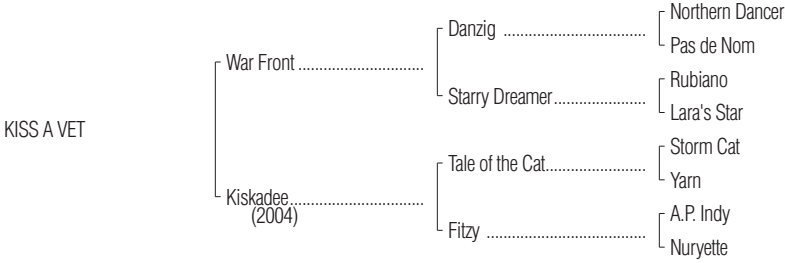 Northern Dancer
Danzig ....................................
Pas de Nom
War Front ................................
Rubiano
Starry Dreamer.......................
Lara's Star
KISS A VET
Storm Cat
Tale of the Cat.........................
Yarn
Kiskadee..................................
(2004)
A.P. Indy
Fitzy ........................................
Nuryette